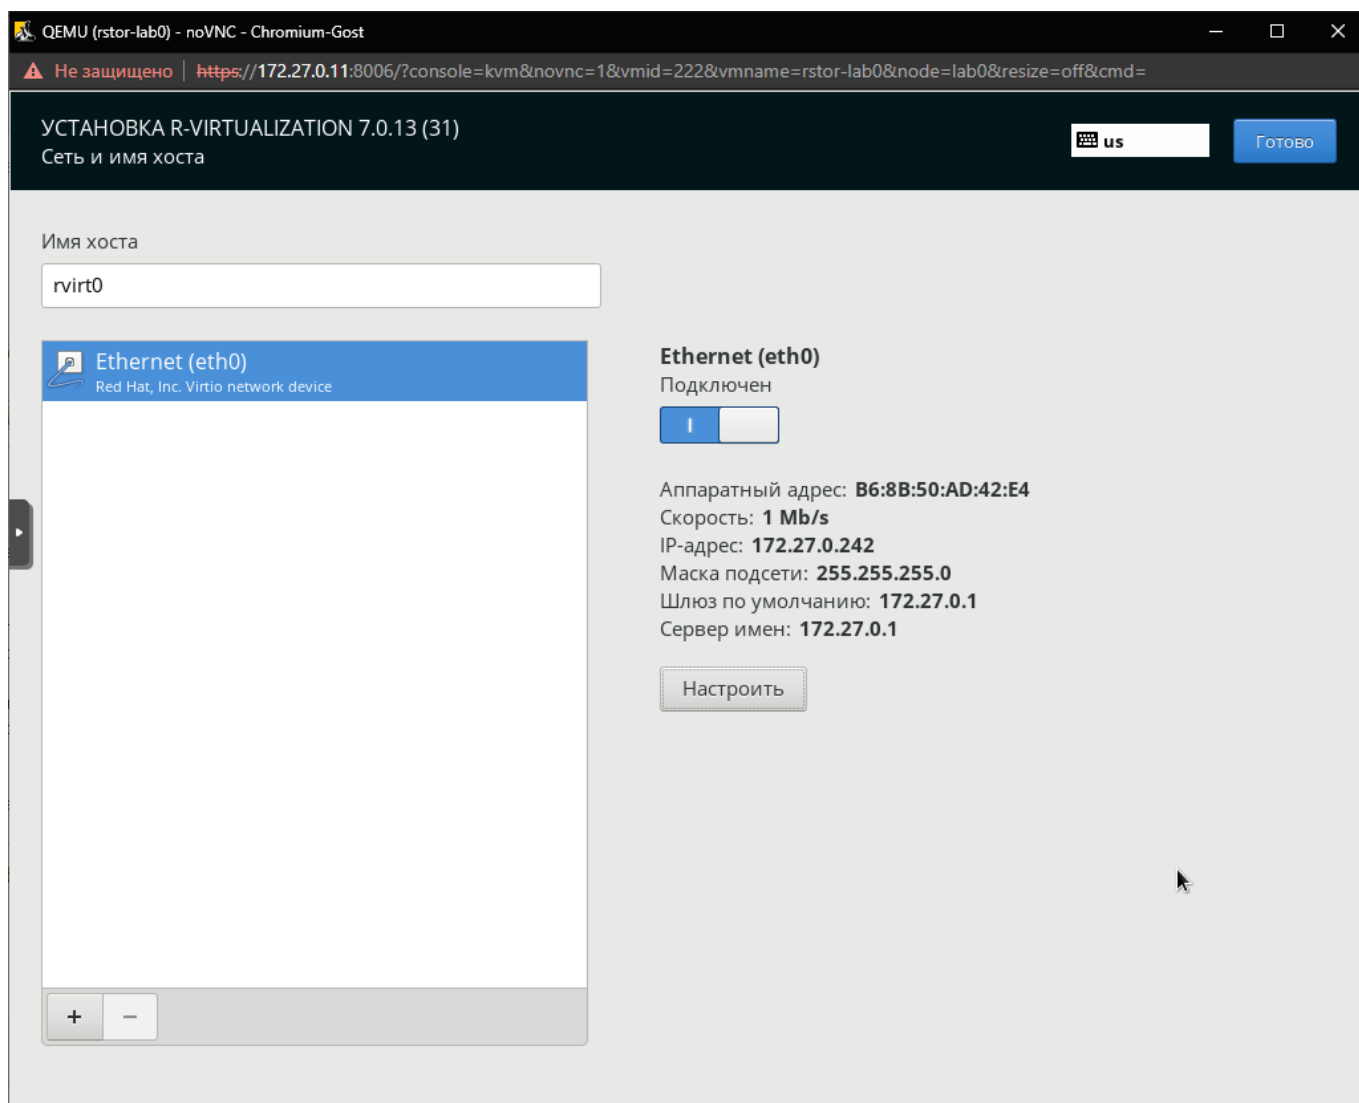 QEMU (rstor-lab0) - noVNC - Chromium-Gost
Не защищено https://172.27.0.11:8006/?console=kvm&novnc=1&vmid=222&vmname=rstor-lab0&node=lab0&resize=off&cmd=
УСТАНОВКА R-VIRTUALIZATION 7.0.13 (31)
Сеть и имя хоста
us
Готово
Имя хоста
rvirt0
Ethernet (eth0)
Red Hat, Inc. Virtio network device
Ethernet (eth0)
Подключен
Аппаратный адрес: B6:8B:50:AD:42:E4
Скорость: 1 Mb/s
IP-адрес: 172.27.0.242
Маска подсети: 255.255.255.0
Шлюз по умолчанию: 172.27.0.1
Сервер имен: 172.27.0.1
Настроить